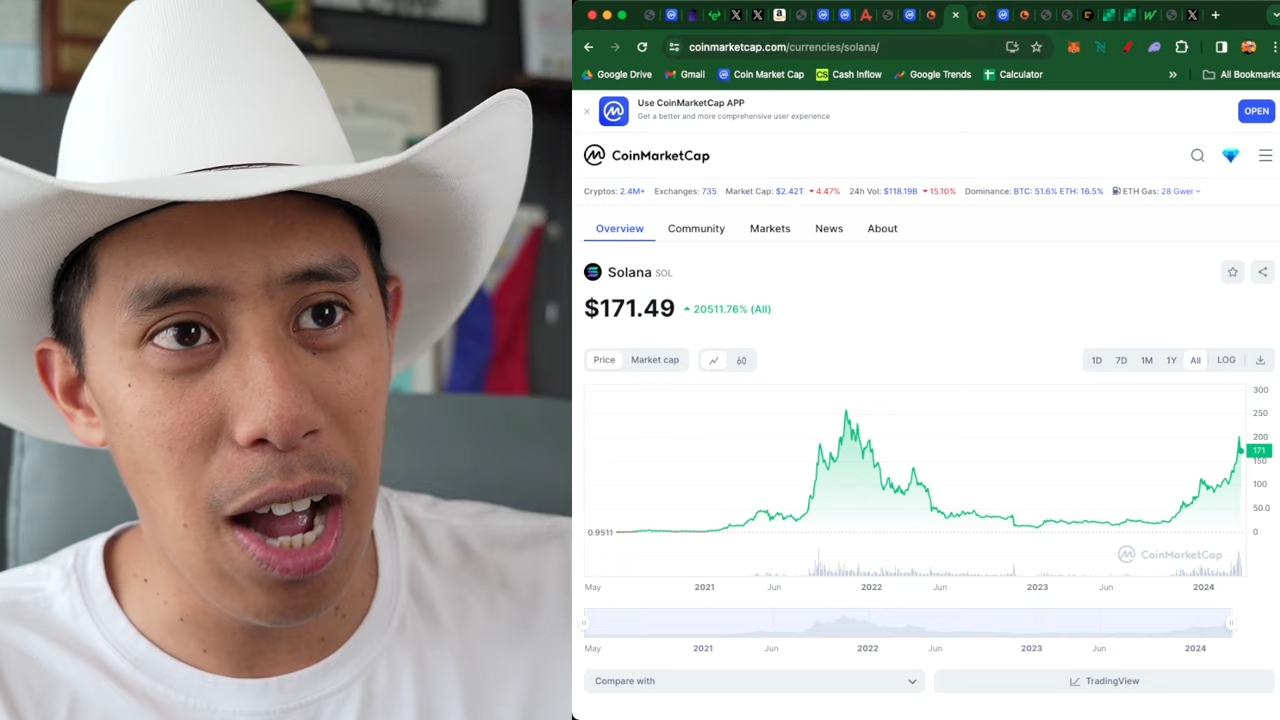 coinmarketcap.com/currencies/solana/
Google Drive Gmail Coin Market Cap CS Cash Inflow Google Trends Calculator » All Bookmarks
Use CoinMarketCap APP
Get a better and more comprehensive user experience
OPEN
CoinMarketCap
Cryptos: 2.4M+ Exchanges: 735 Market Cap: $2.42T 4.47% 24h Vol: $118.19B 15.10% Dominance: BTC: 51.6% ETH: 16.5% ETH Gas: 28 Gwei
Overview Community Markets News About
Solana SOL
$171.49 20511.76% (All)
Price Market cap 1D 7D 1M 1Y All LOG
300
250
200
171
150
100
50.0
0.9511 0
CoinMarketCap
May 2021 Jun 2022 Jun 2023 Jun 2024
May 2021 Jun 2022 Jun 2023 Jun 2024
Compare with TradingView